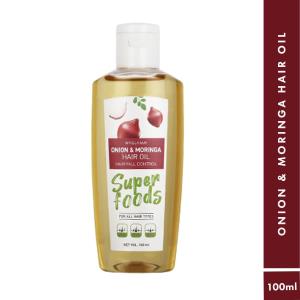 ONION & MORINGA
HAIR OIL
HAIR FALL CONTROL
Super
foods
FOR ALL HAIR TYPES
NET VOL. 100 ml
ONION & MORINGA HAIR OIL
100ml